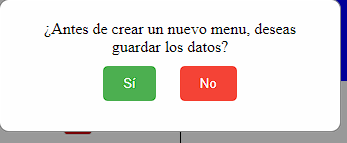 ¿Antes de crear un nuevo menu, deseas
guardar los datos?
Sí
No